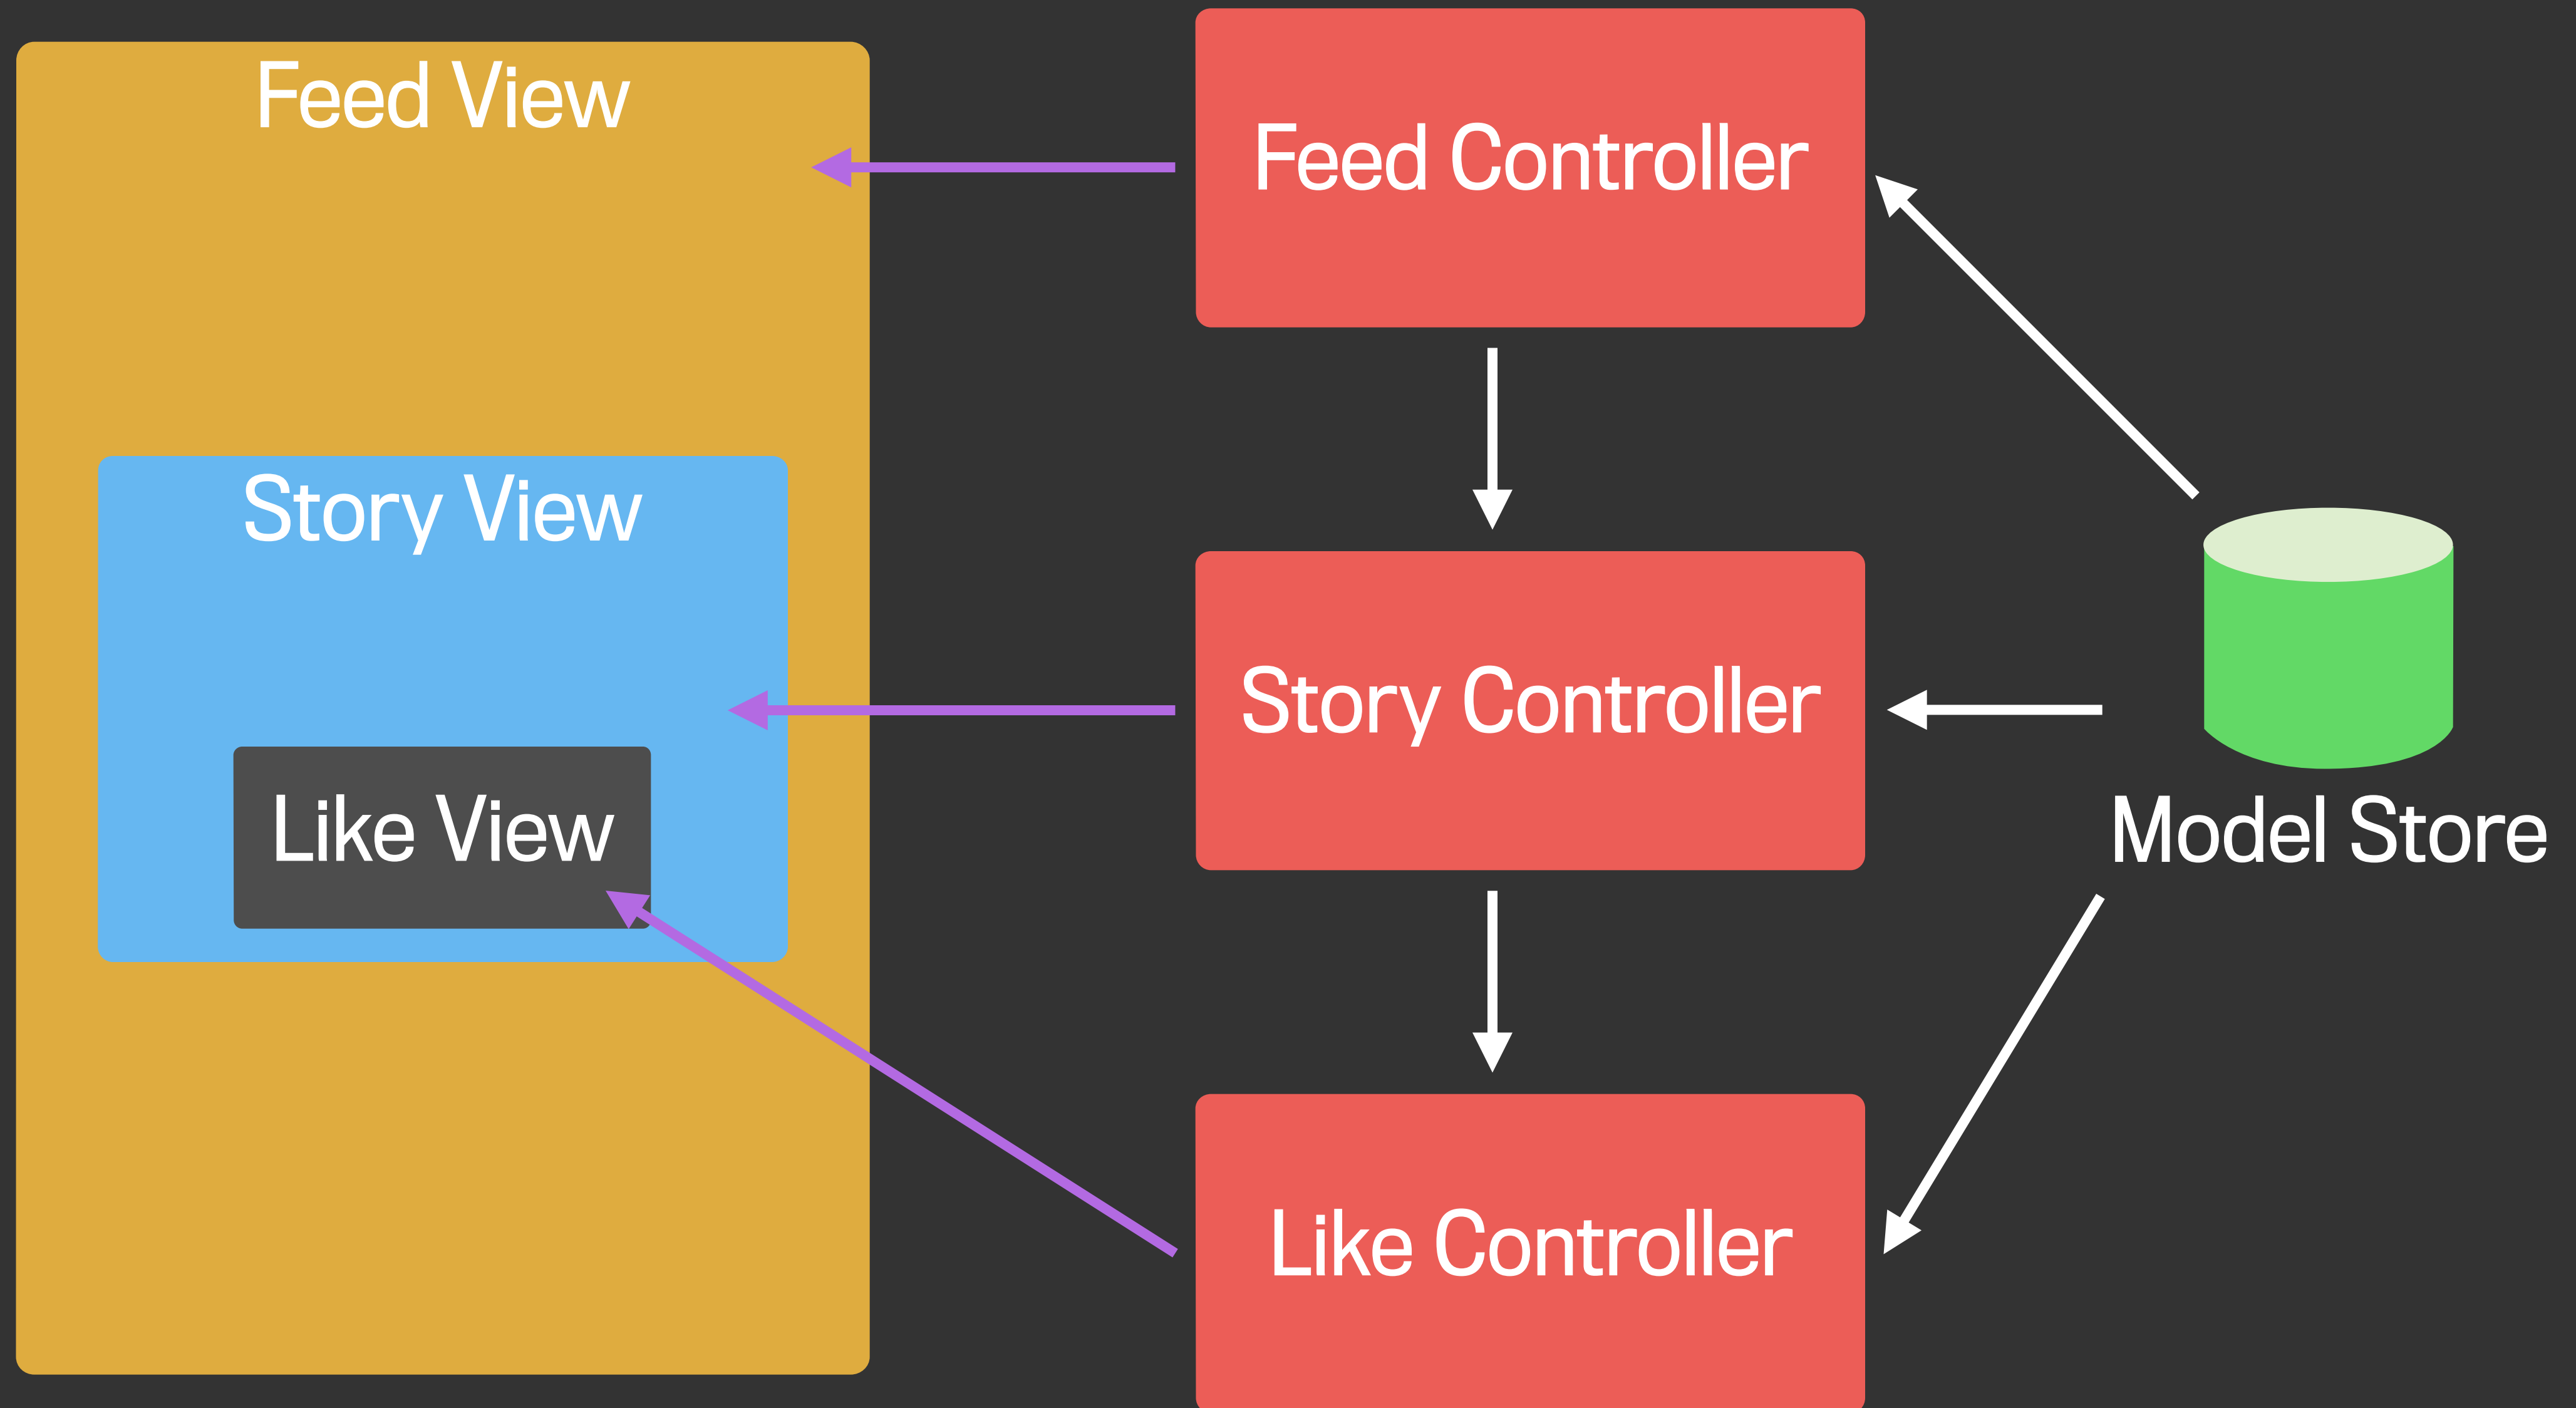 Feed View
Feed Controller
Story View
Story Controller
Like View
Model Store
Like Controller